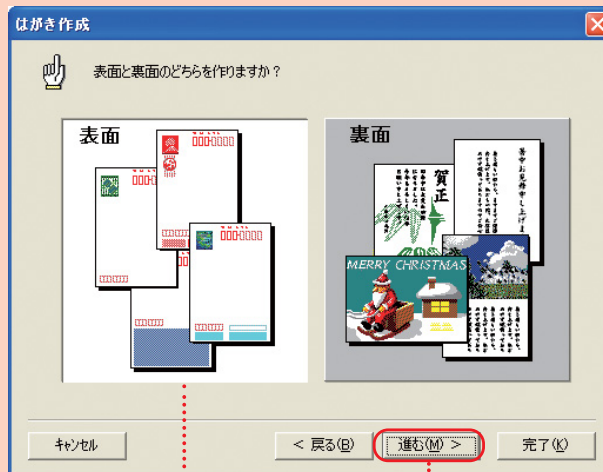 はがき作成
表面と裏面のどちらを作りますか？
表面
裏面
賀正
暑中お見舞申し上げます
MERRY CHRISTMAS
キャンセル
< 戻る(B)
進む(M) >
完了(K)